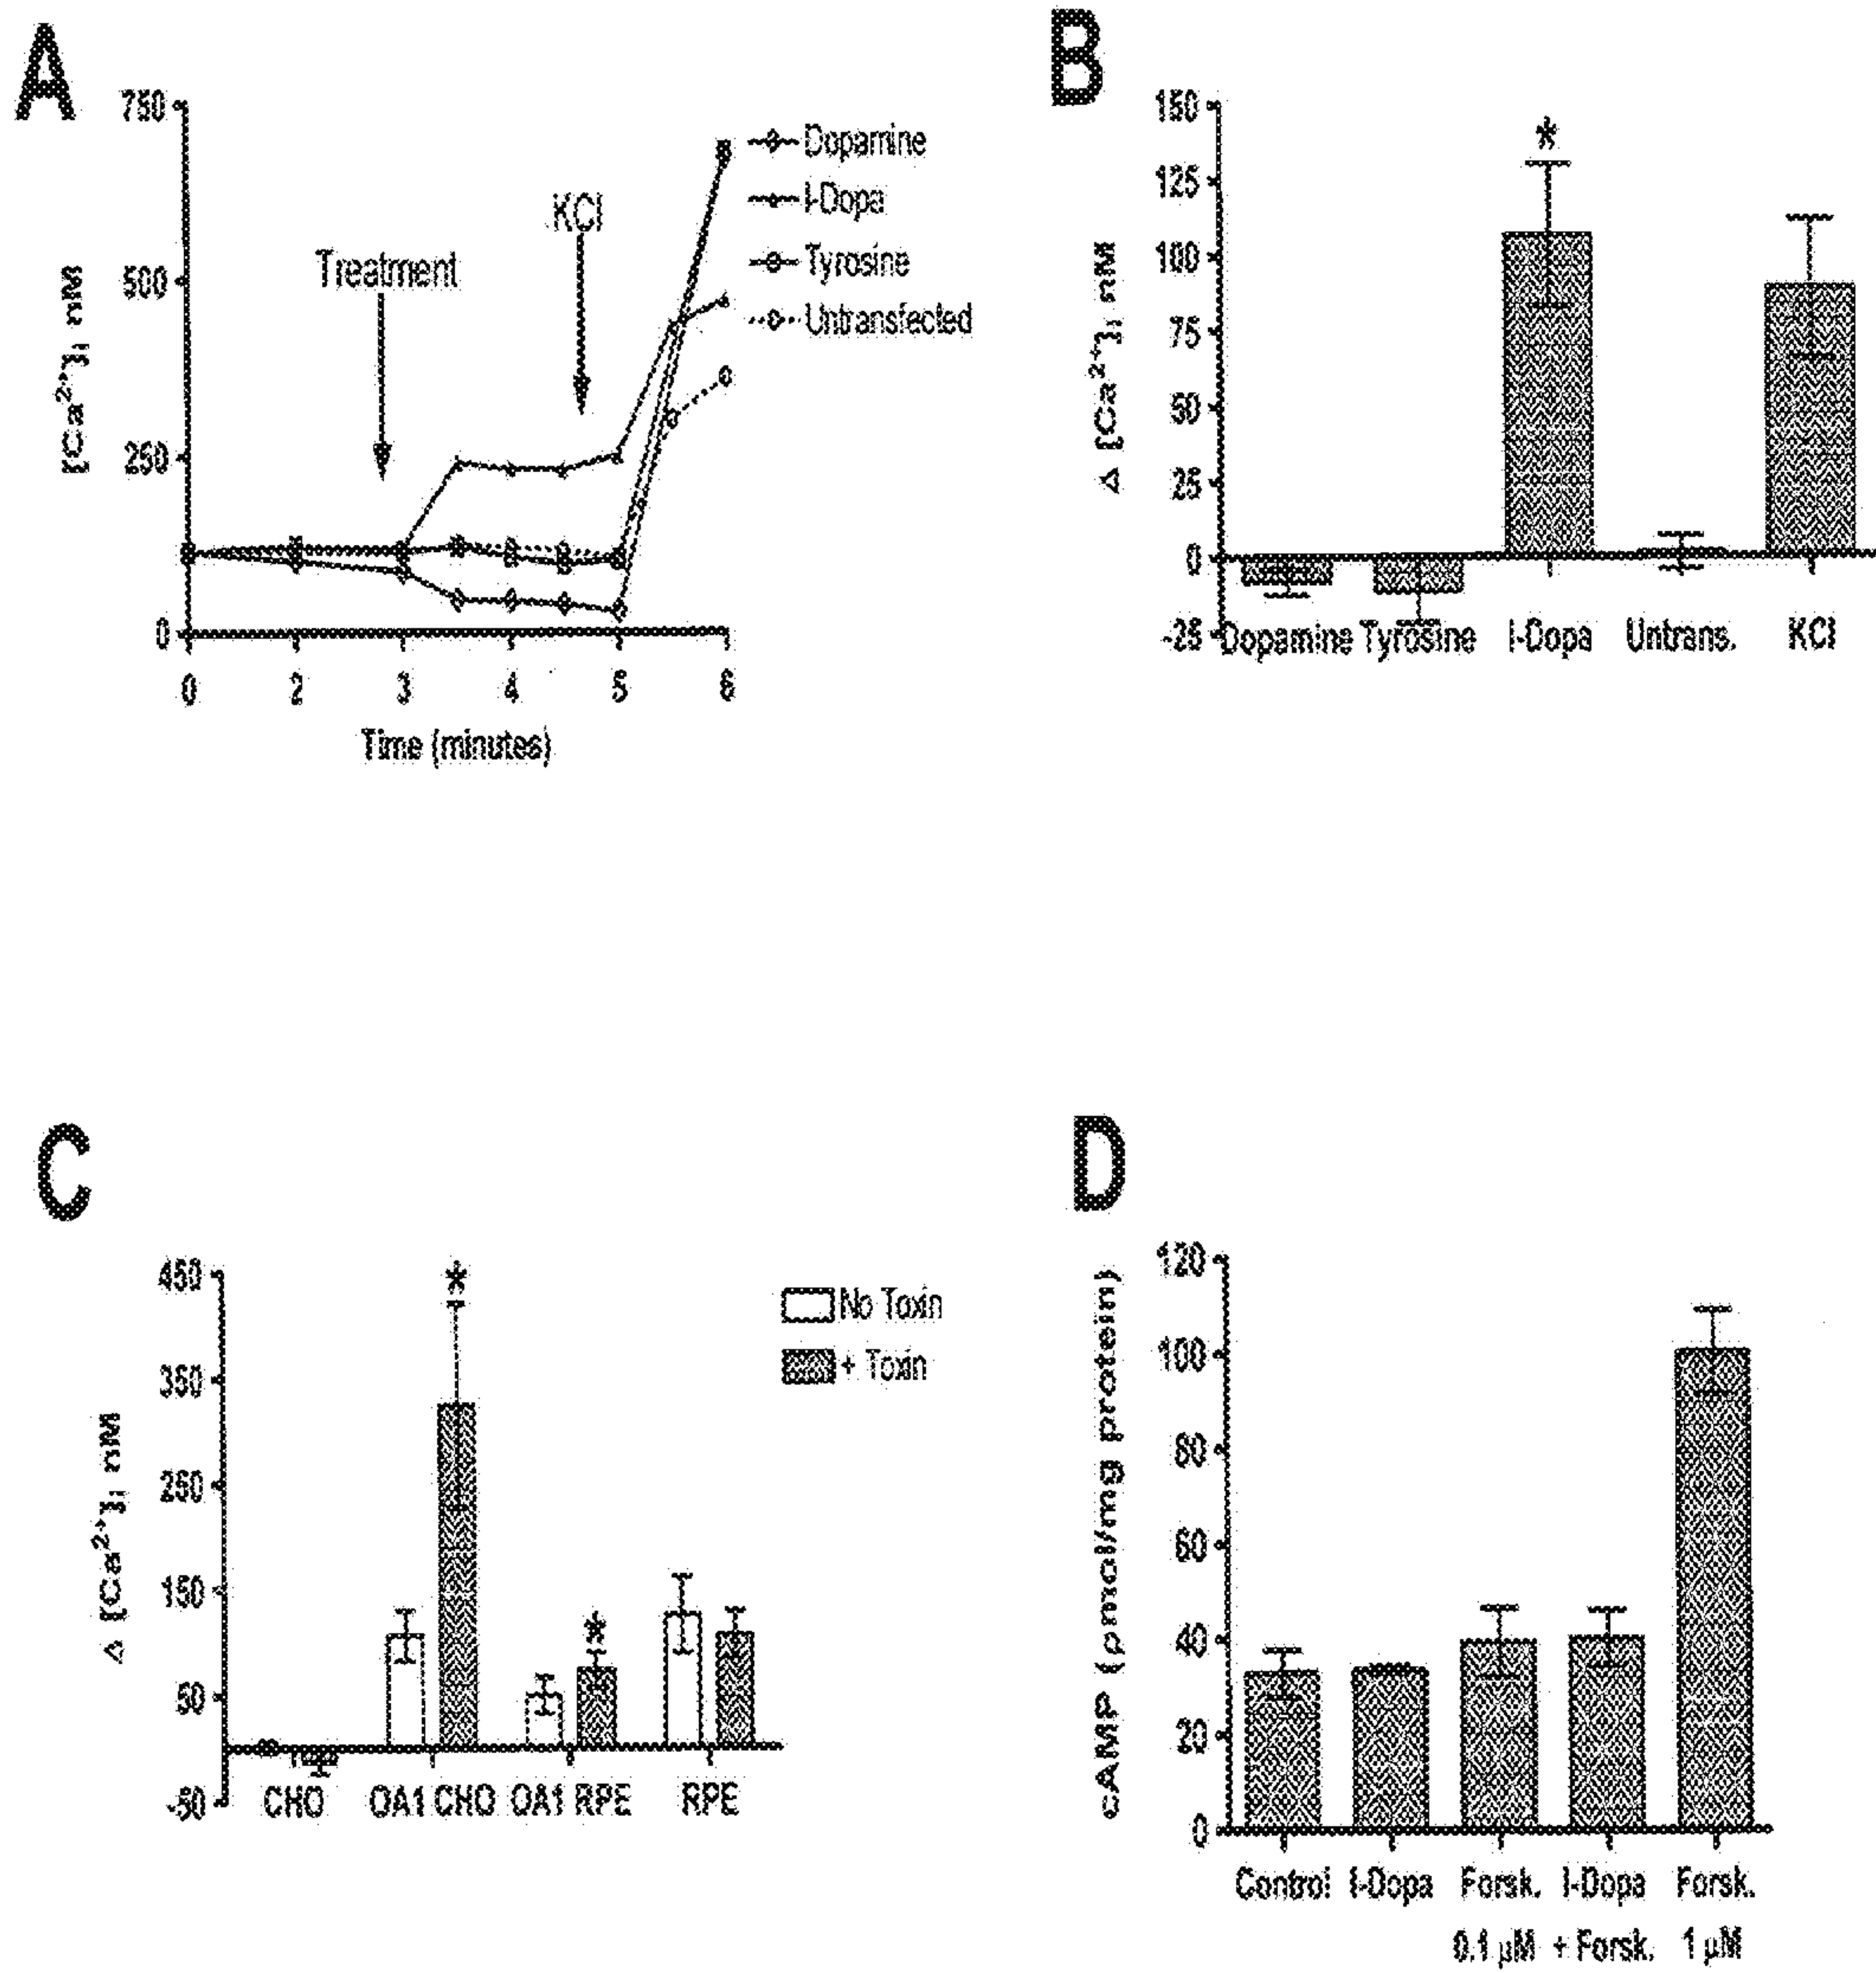 A
750
500
250
0
[Ca²⁺]i nM
Treatment
KCl
Dopamine
l-Dopa
Tyrosine
Untransfected
0 2 3 4 5 6
Time (minutes)
B
150
125
100
75
50
25
0
-25
Δ [Ca²⁺]i nM
*
Dopamine Tyrosine l-Dopa Untrans. KCl
C
450
350
250
150
50
-50
Δ [Ca²⁺]i nM
*
*
No Toxin
+ Toxin
CHO OA1 CHO OA1 RPE RPE
D
120
100
80
60
40
20
0
cAMP (pmol/mg protein)
Control l-Dopa Forsk. l-Dopa Forsk.
0.1 µM + Forsk. 1 µM